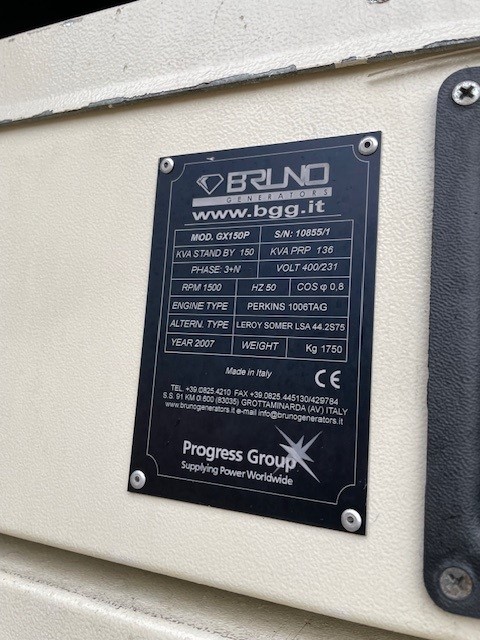 BRUNO
GENERATORS
www.bgg.it
MOD. GX150P S/N: 10855/1
KVA STAND BY 150 KVA PRP 136
PHASE: 3+N VOLT 400/231
RPM 1500 HZ 50 COS φ 0,8
ENGINE TYPE PERKINS 1006TAG
ALTERN. TYPE LEROY SOMER LSA 44.2S75
YEAR 2007 WEIGHT Kg 1750
Made in Italy
CE
TEL. +39.0825.4210 FAX +39.0825.445130/429784
S.S. 91 KM 0.600 (83035) GROTTAMINARDA (AV) ITALY
www.brunogenerators.it e-mail info@brunogenerators.it
Progress Group
Supplying Power Worldwide